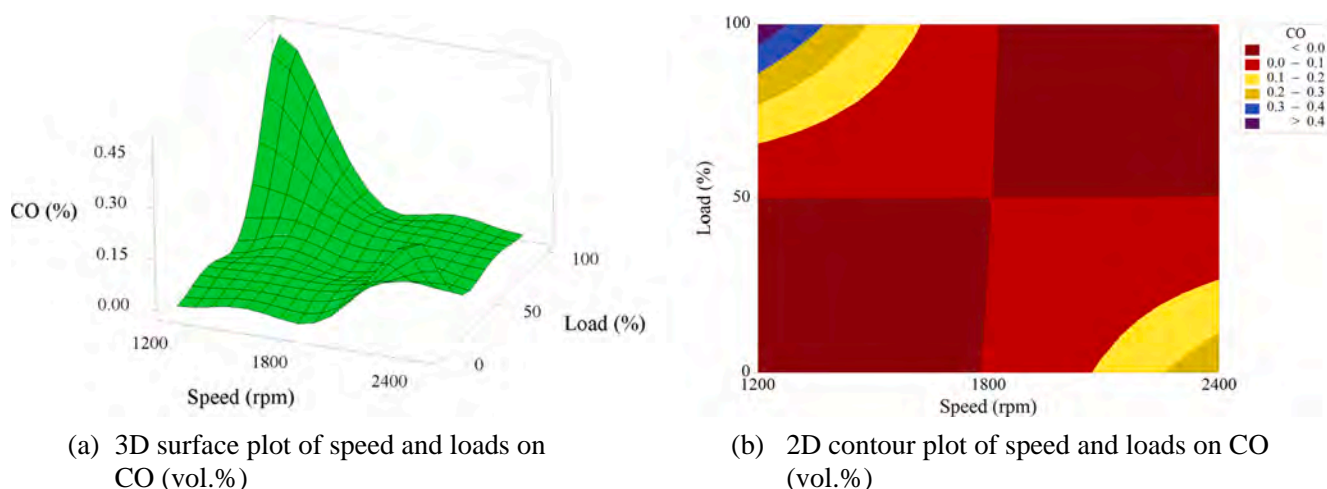 0.45
0.30
0.15
0.00
CO (%)
1200
1800
2400
Speed (rpm)
0
50
100
Load (%)
(a) 3D surface plot of speed and loads on
CO (vol.%)
100
50
0
Load (%)
1200
1800
2400
Speed (rpm)
CO
< 0.0
0.0 – 0.1
0.1 – 0.2
0.2 – 0.3
0.3 – 0.4
> 0.4
(b) 2D contour plot of speed and loads on CO
(vol.%)